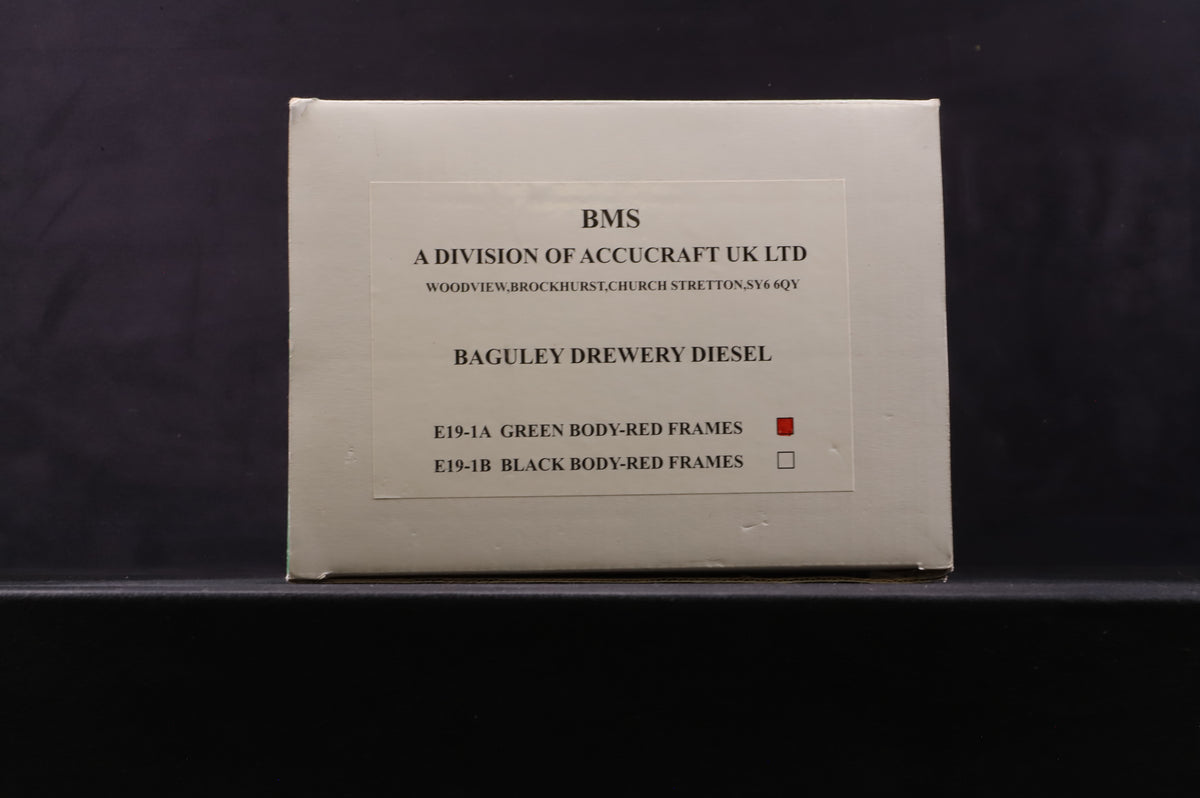 BMS
A DIVISION OF ACCUCRAFT UK LTD
WOODVIEW,BROCKHURST,CHURCH STRETTON,SY6 6QY
BAGULEY DREWERY DIESEL
E19-1A GREEN BODY-RED FRAMES
E19-1B BLACK BODY-RED FRAMES